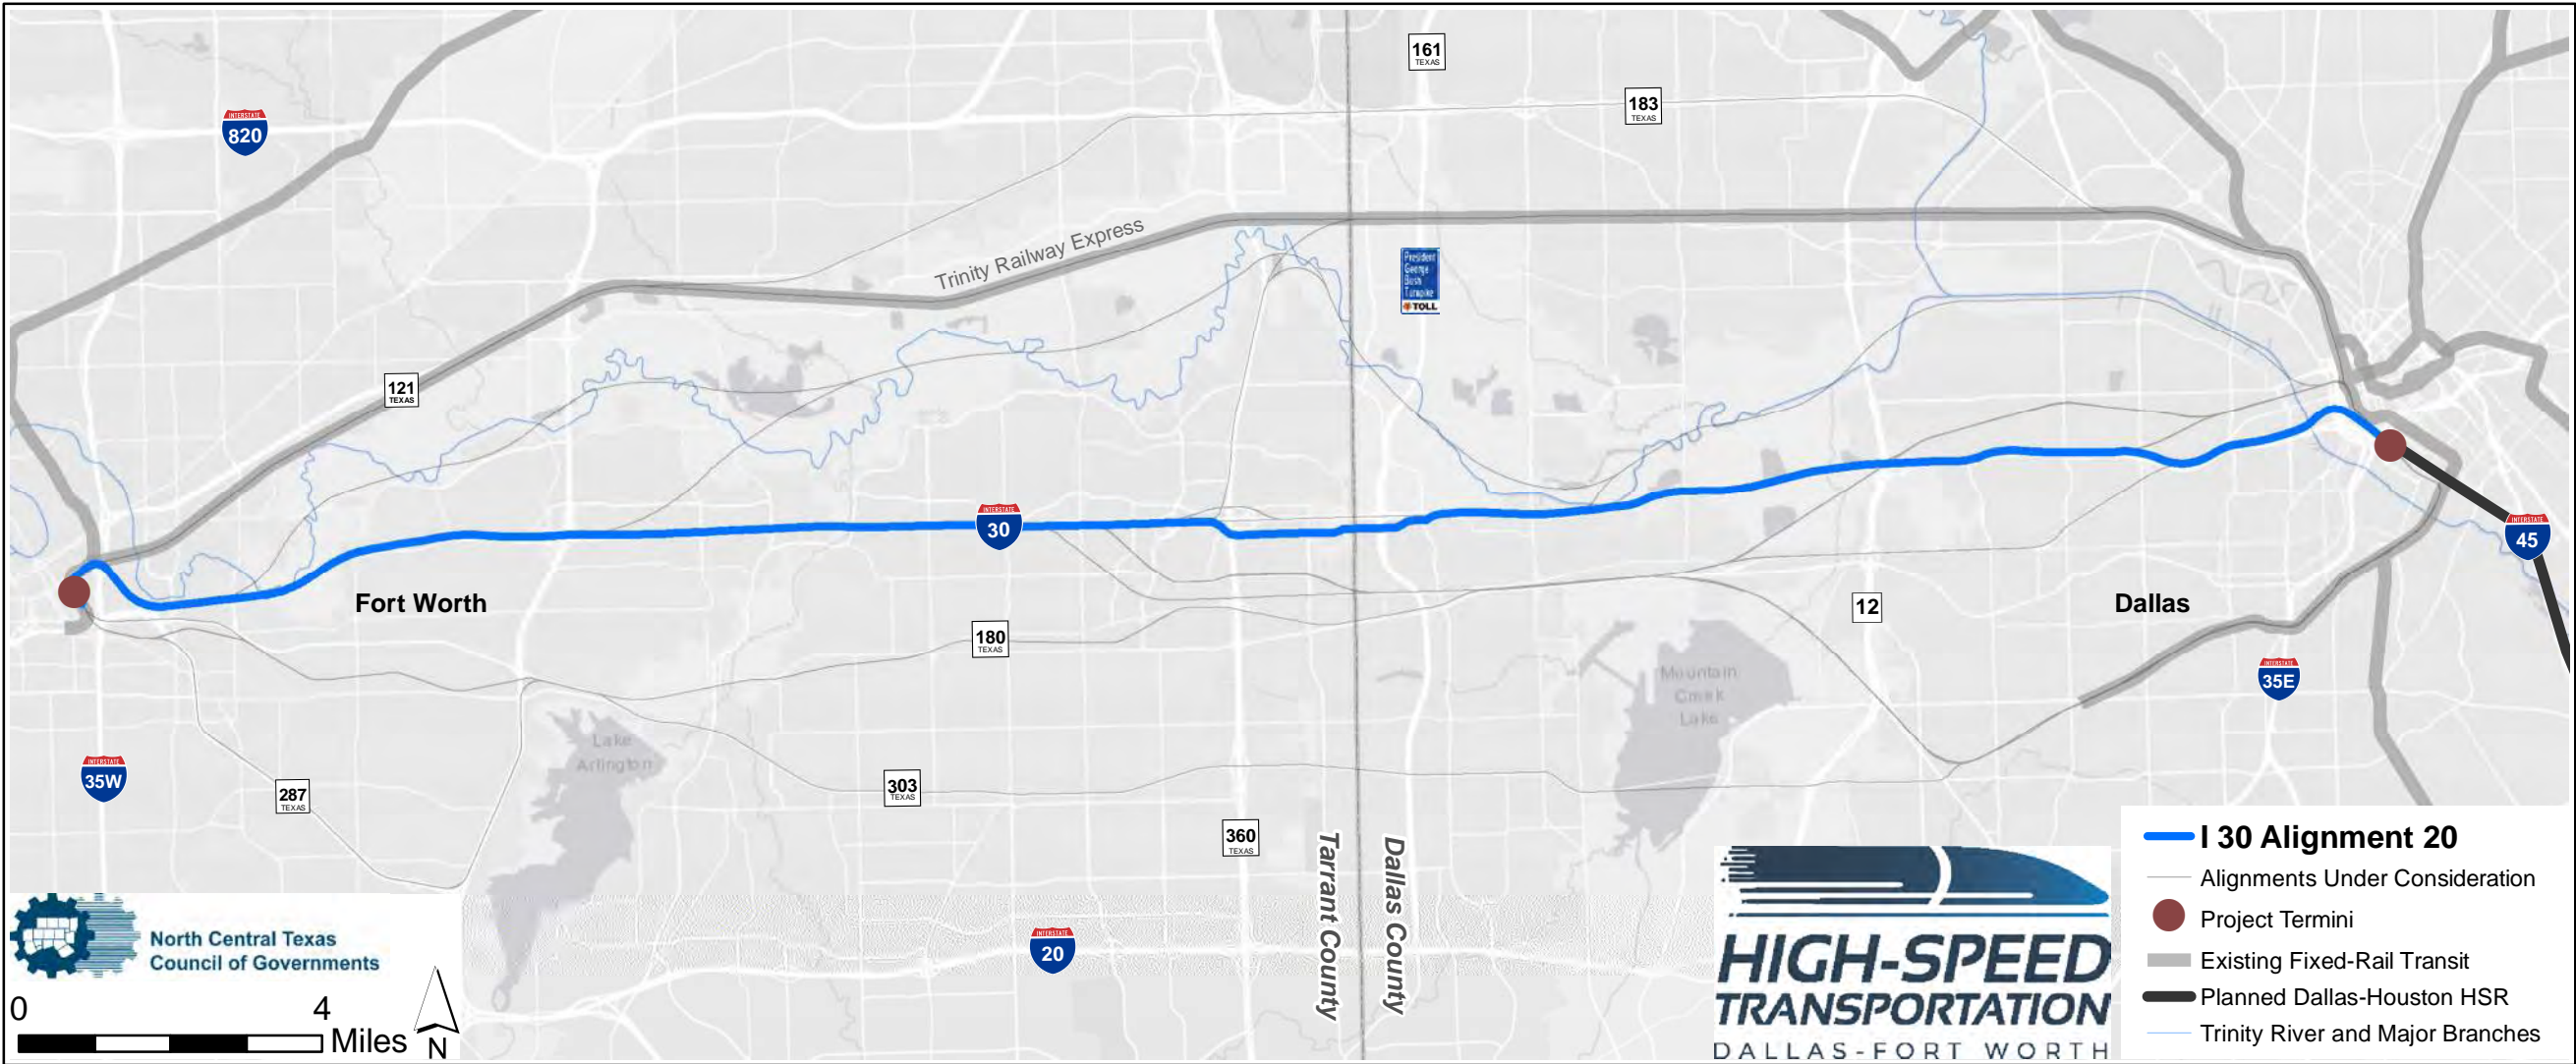 161
TEXAS
183
TEXAS
INTERSTATE
820
Trinity Railway Express
President
George
Bush
Turnpike
TOLL
121
TEXAS
INTERSTATE
30
INTERSTATE
45
Fort Worth
12
Dallas
180
TEXAS
Mountain
Creek
Lake
INTERSTATE
35E
Lake
Arlington
INTERSTATE
35W
287
TEXAS
303
TEXAS
360
TEXAS
Tarrant County
Dallas County
INTERSTATE
20
North Central Texas
Council of Governments
0 4
Miles
N
HIGH-SPEED
TRANSPORTATION
DALLAS-FORT WORTH
I 30 Alignment 20
Alignments Under Consideration
Project Termini
Existing Fixed-Rail Transit
Planned Dallas-Houston HSR
Trinity River and Major Branches